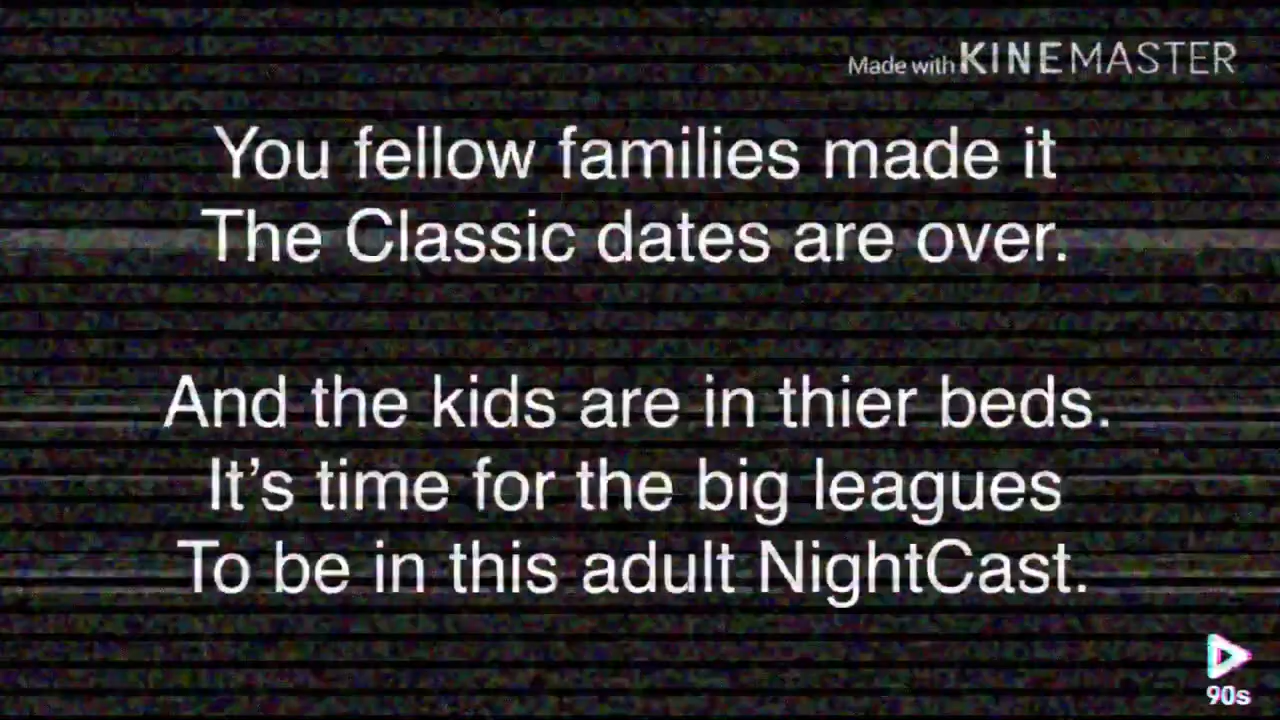 Made with KINEMASTER
You fellow families made it
The Classic dates are over.
And the kids are in thier beds.
It’s time for the big leagues
To be in this adult NightCast.
90s